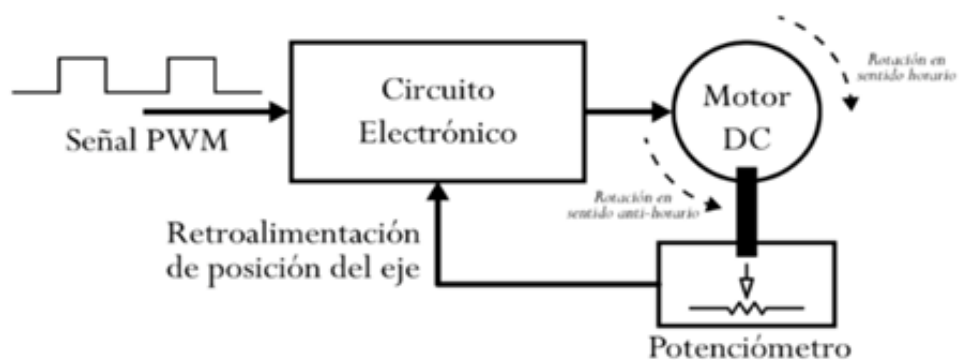 Señal PWM
Circuito
Electrónico
Motor
DC
Rotación en
sentido horario
Rotación en
sentido anti-horario
Retroalimentación
de posición del eje
Potenciómetro